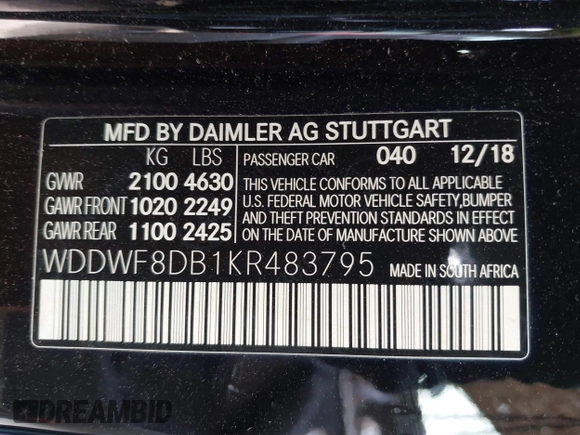 MFD BY DAIMLER AG STUTTGART
KG LBS PASSENGER CAR 040 12/18
GVWR 2100 4630
GAWR FRONT 1020 2249
GAWR REAR 1100 2425
THIS VEHICLE CONFORMS TO ALL APPLICABLE
U.S. FEDERAL MOTOR VEHICLE SAFETY,BUMPER
AND THEFT PREVENTION STANDARDS IN EFFECT
ON THE DATE OF MANUFACTURE SHOWN ABOVE.
WDDWF8DB1KR483795 MADE IN SOUTH AFRICA
DREAMBID